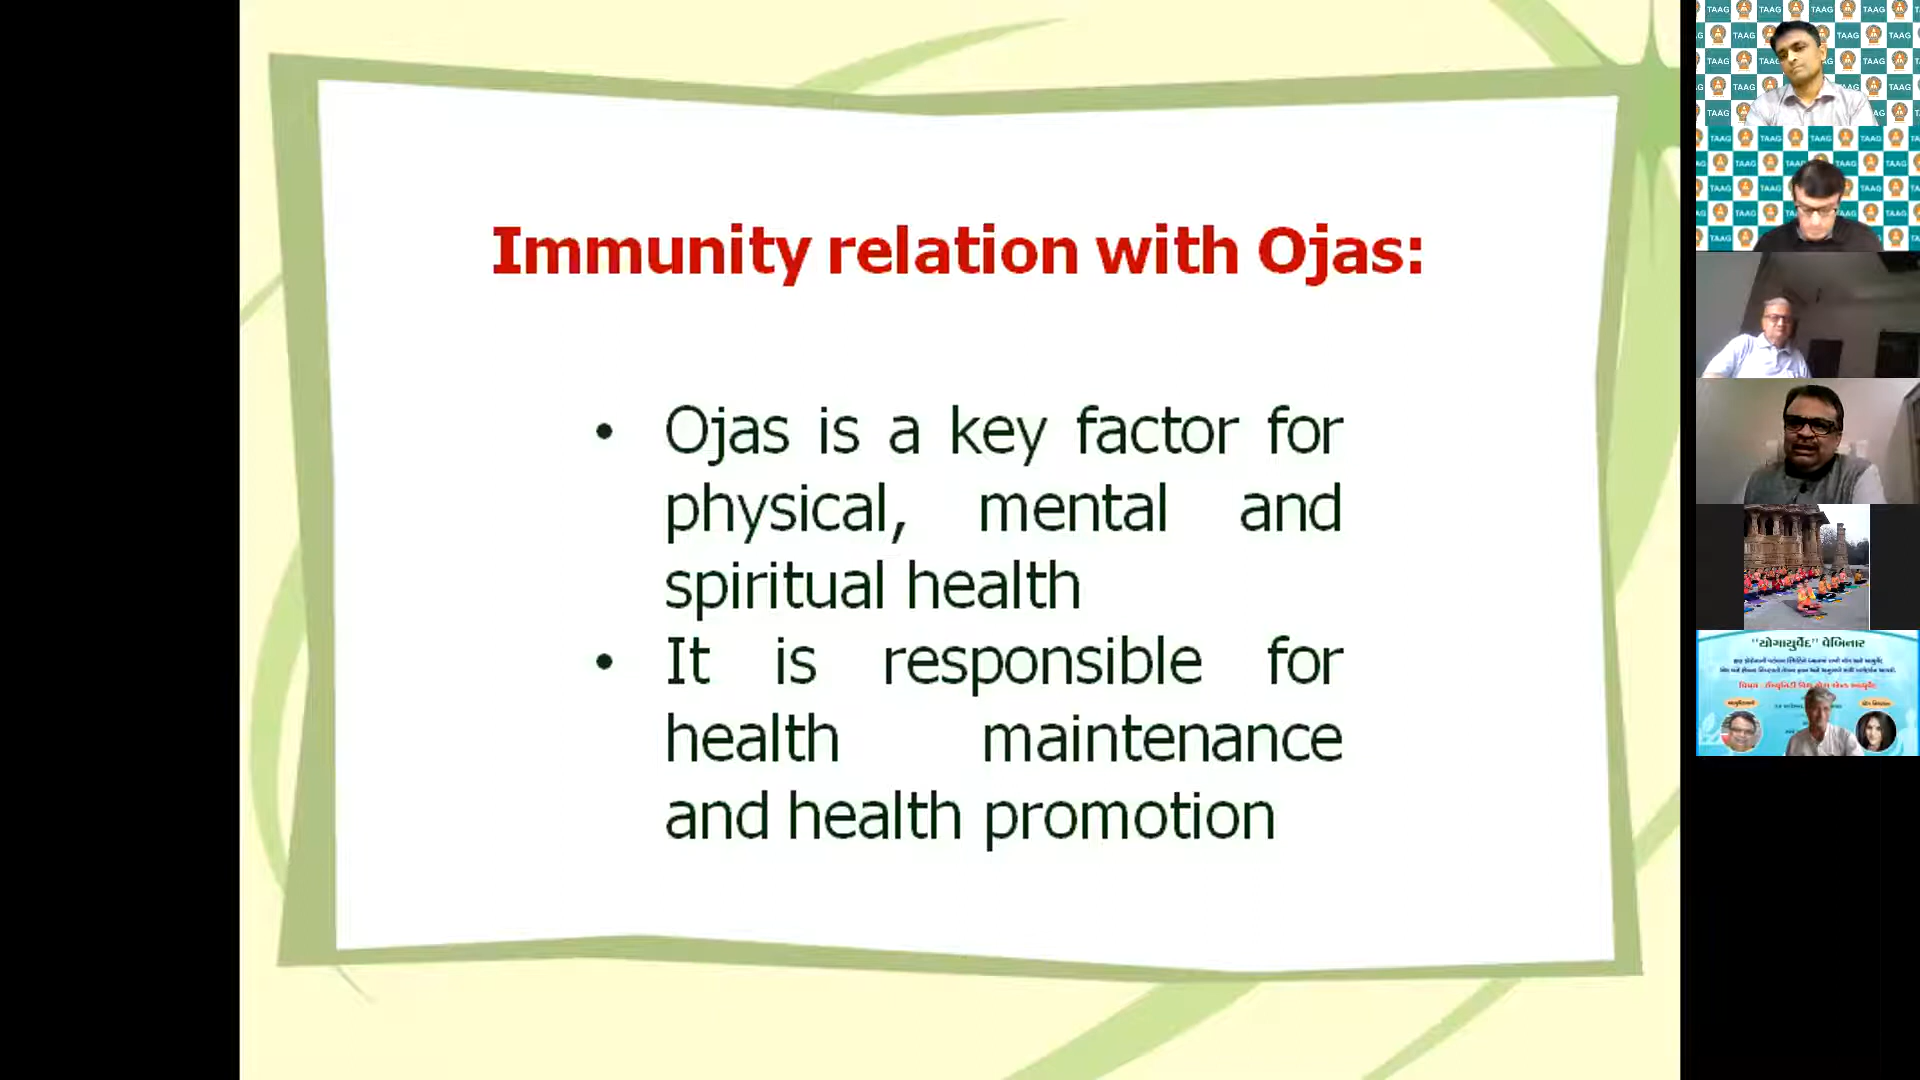 Immunity relation with Ojas:
• Ojas is a key factor for
physical, mental and
spiritual health
• It is responsible for
health maintenance
and health promotion
TAAG
"યોગાયુર્વેદ" વેબિનાર